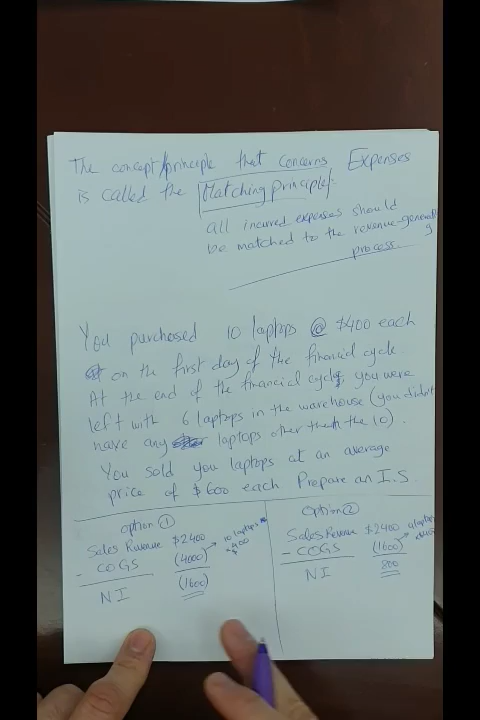 The concept/principle that concerns Expenses
is called the Matching principle.
all incurred expenses should
be matched to the revenue-generating
process.
You purchased 10 laptops @ $400 each
on the first day of the financial cycle
At the end of the financial cycle, you were
left with 6 laptops in the warehouse (you didn't
have any laptops other than the 10).
You sold you laptops at an average
price of $600 each Prepare an I.S.
Option ①
Sales Revenue $2400
- COGS (4000) → 10 laptops
* 400
NI (1600)
Option ②
Sales Revenue $2400
- COGS (1600) → 4 laptops
NI 800